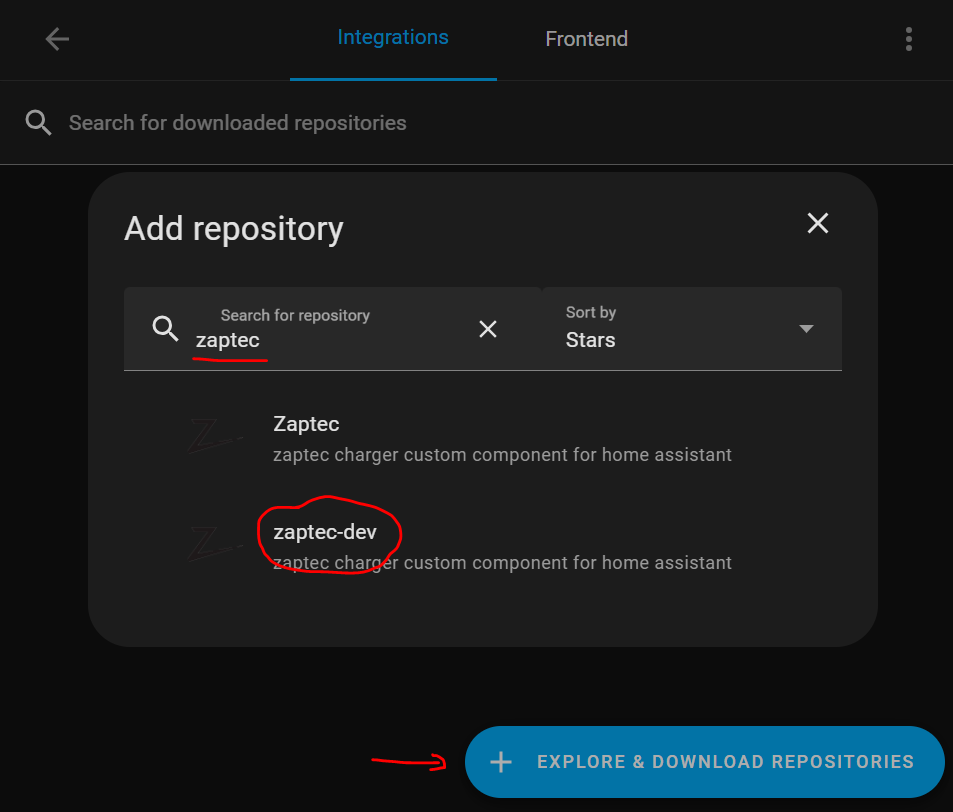 Integrations
Frontend
Search for downloaded repositories
Add repository
Search for repository
zaptec
Sort by
Stars
Zaptec
zaptec charger custom component for home assistant
zaptec-dev
zaptec charger custom component for home assistant
EXPLORE & DOWNLOAD REPOSITORIES